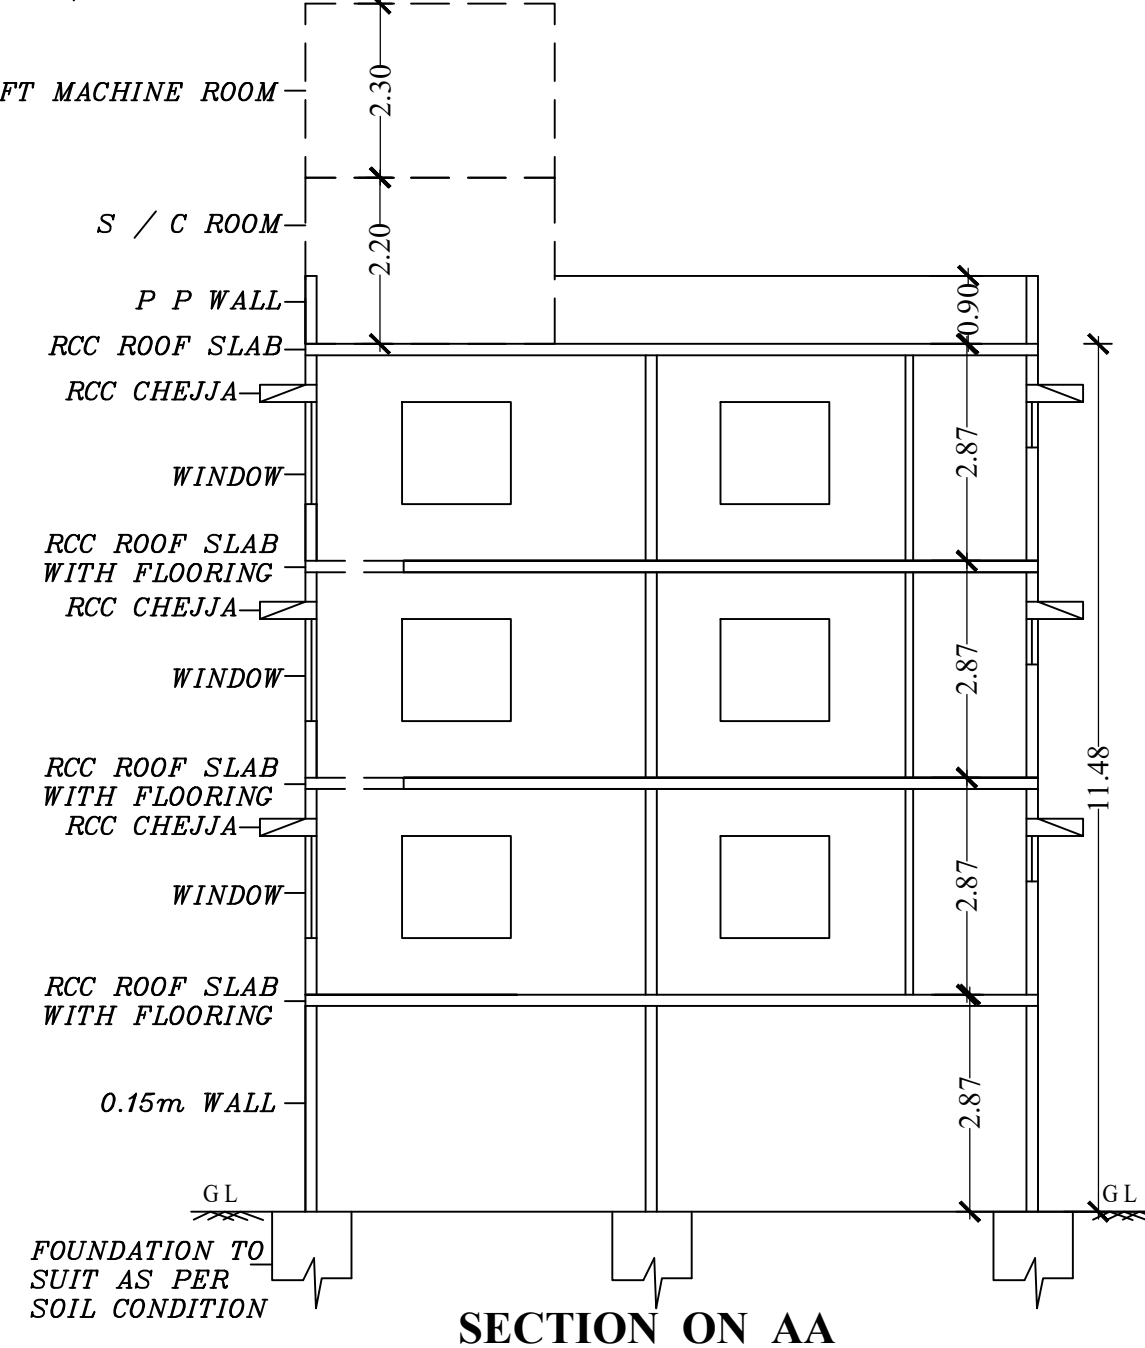 FT MACHINE ROOM
2.30
S / C ROOM
2.20
P P WALL
0.90
RCC ROOF SLAB
RCC CHEJJA
2.87
WINDOW
RCC ROOF SLAB
WITH FLOORING
RCC CHEJJA
2.87
WINDOW
RCC ROOF SLAB
WITH FLOORING
11.48
RCC CHEJJA
2.87
WINDOW
RCC ROOF SLAB
WITH FLOORING
0.15m WALL
2.87
GL
GL
FOUNDATION TO
SUIT AS PER
SOIL CONDITION
SECTION ON AA